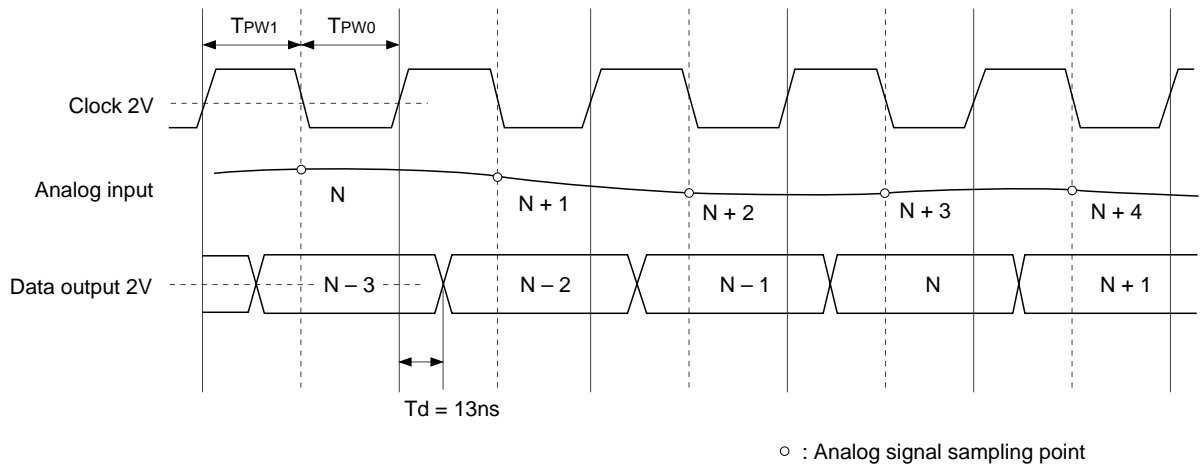 TPW1 TPW0
Clock 2V
Analog input
N N + 1 N + 2 N + 3 N + 4
Data output 2V
N – 3 N – 2 N – 1 N N + 1
Td = 13ns
: Analog signal sampling point